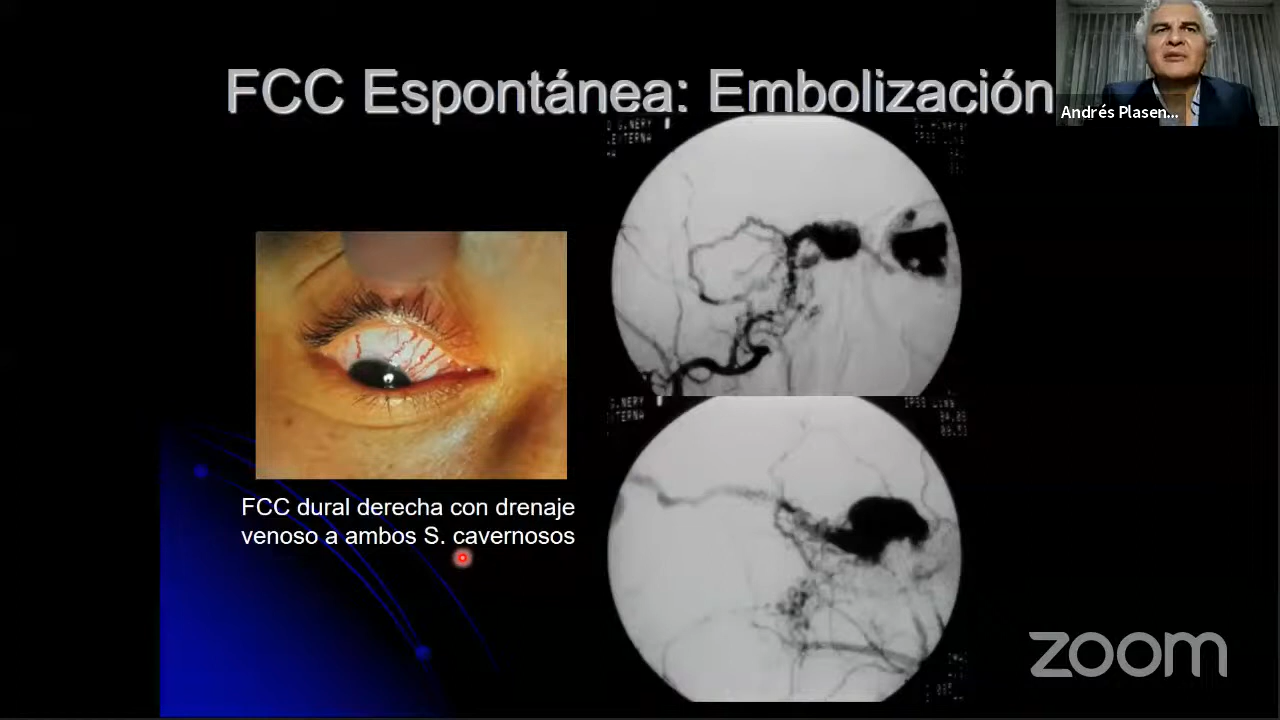 FCC Espontánea: Embolización
Andrés Plasen...
FCC dural derecha con drenaje
venoso a ambos S. cavernosos
zoom